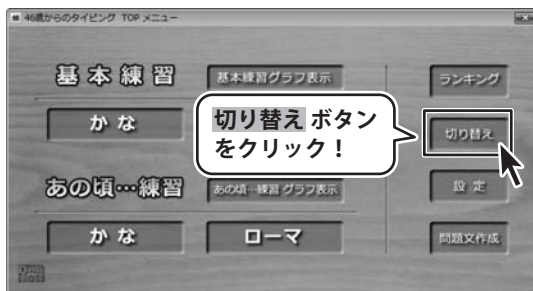 46歳からのタイピング TOP メニュー
基本練習
基本練習グラフ表示
ランキング
かな
切り替え ボタン
をクリック!
切り替え
あの頃…練習
あの頃…練習 グラフ表示
設 定
かな
ローマ
問題文作成